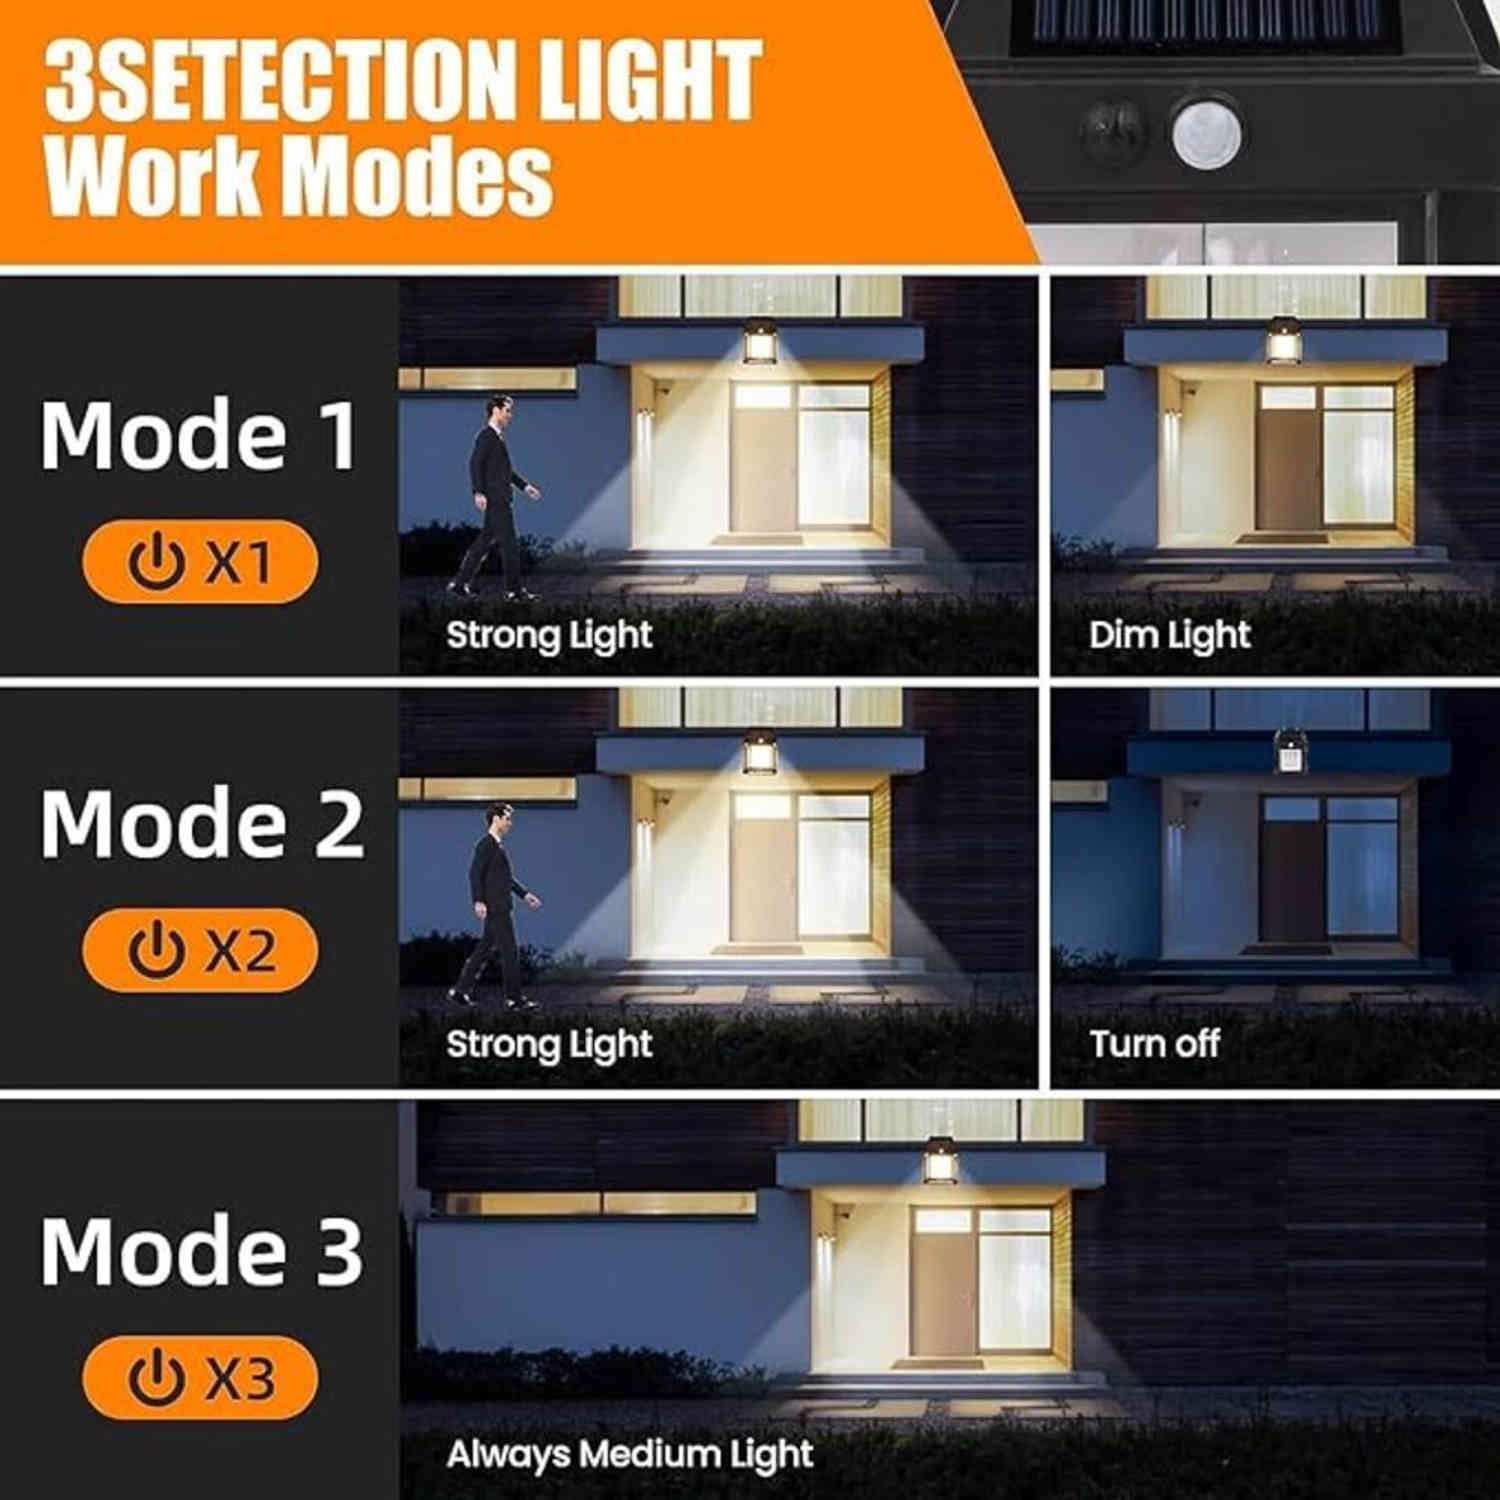 3SETECTION LIGHT
Work Modes
Mode 1
X1
Strong Light
Dim Light
Mode 2
X2
Strong Light
Turn off
Mode 3
X3
Always Medium Light